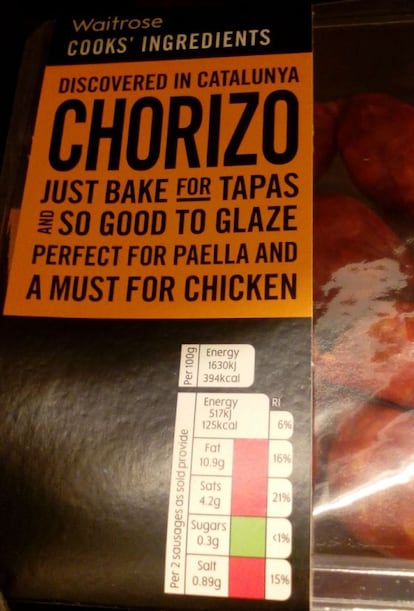 Waitrose
COOKS' INGREDIENTS
DISCOVERED IN CATALUNYA
CHORIZO
JUST BAKE FOR TAPAS
AND SO GOOD TO GLAZE
PERFECT FOR PAELLA AND
A MUST FOR CHICKEN
Per 100g
Energy
1630kJ
394kcal
Per 2 sausages as sold provide
RI
Energy
517kJ
125kcal
6%
Fat
10.9g
16%
Sats
4.2g
21%
Sugars
0.3g
<1%
Salt
0.89g
15%